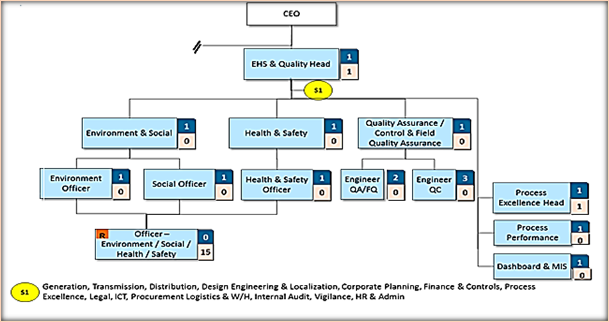 CEO
EHS & Quality Head
1
1
S1
Environment & Social
1
0
Health & Safety
1
0
Quality Assurance /
Control & Field
Quality Assurance
1
0
Environment
Officer
1
0
Social Officer
1
0
Health & Safety
Officer
1
0
Engineer
QA/FQ
2
0
Engineer
QC
3
0
Process
Excellence Head
1
1
Process
Performance
1
0
Dashboard & MIS
1
0
R
Officer –
Environment / Social /
Health / Safety
0
15
S1
Generation, Transmission, Distribution, Design Engineering & Localization, Corporate Planning, Finance & Controls, Process
Excellence, Legal, ICT, Procurement Logistics & W/H, Internal Audit, Vigilance, HR & Admin